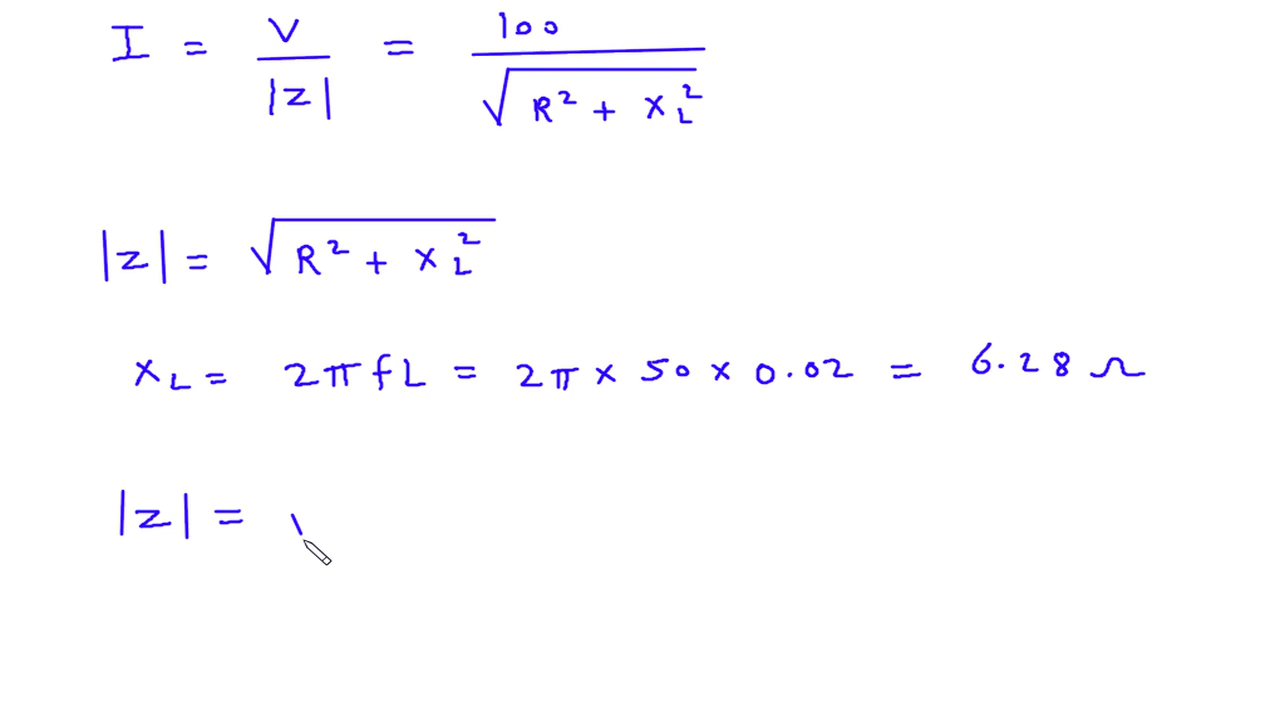 I = V / |Z| = 100 / √(R² + X_L²)
|Z| = √(R² + X_L²)
X_L = 2πfL = 2π × 50 × 0.02 = 6.28 Ω
|Z| =